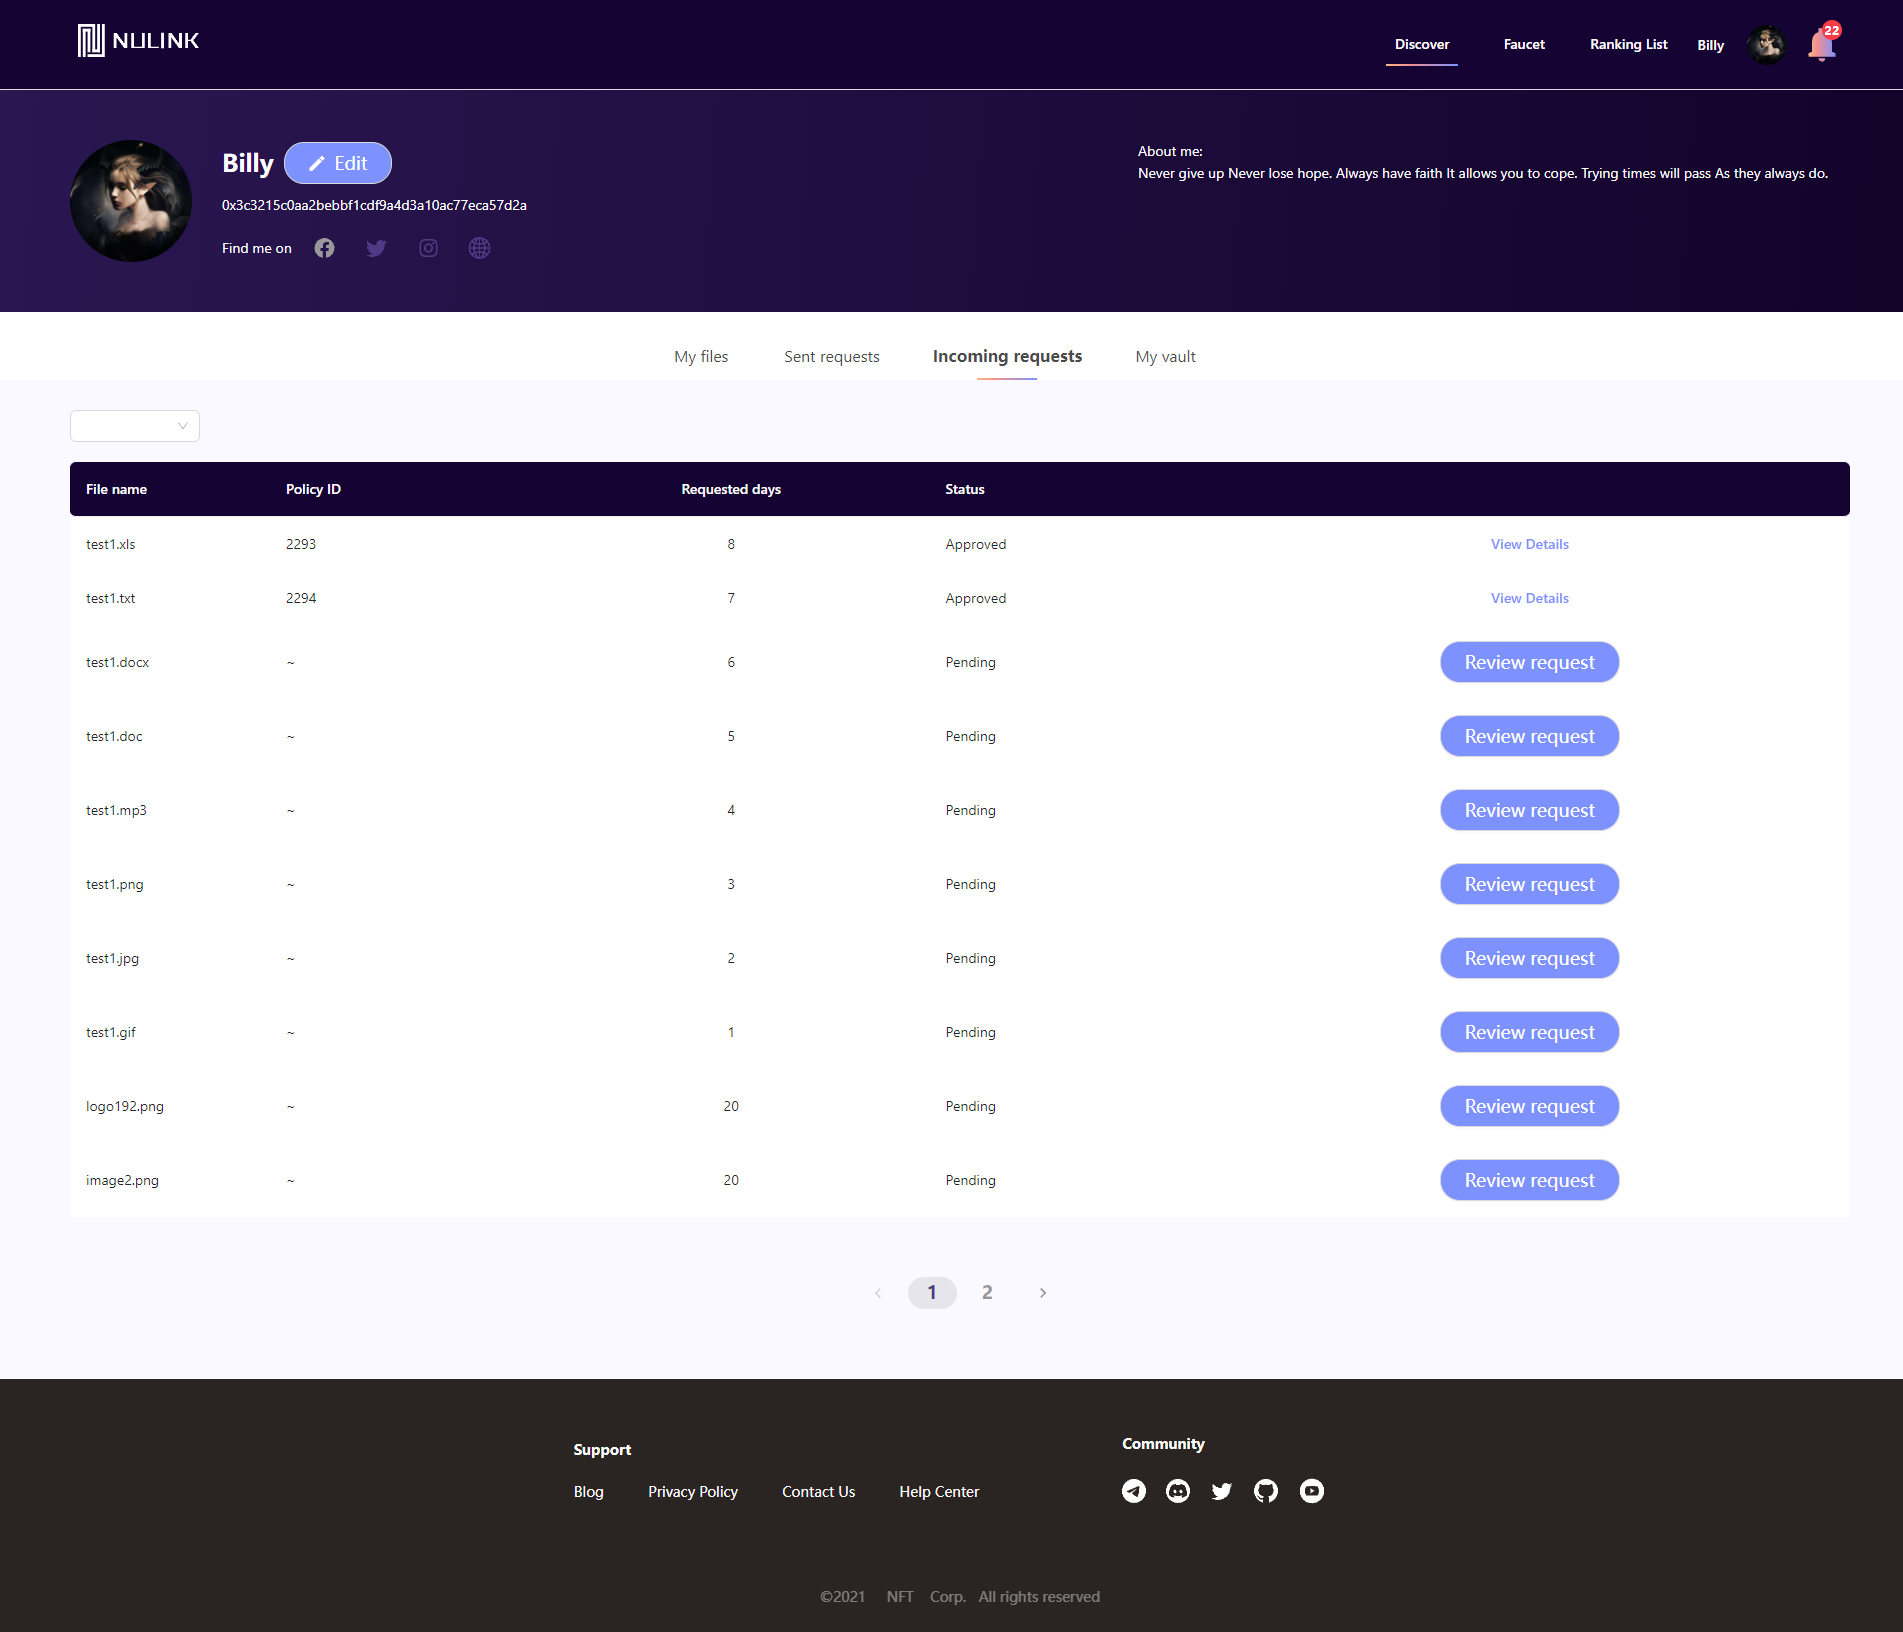 NULINK
Discover Faucet Ranking List Billy 22
Billy Edit
0x3c3215c0aa2bebbf1cdf9a4d3a10ac77eca57d2a
Find me on
About me:
Never give up Never lose hope. Always have faith It allows you to cope. Trying times will pass As they always do.
My files Sent requests Incoming requests My vault
File name Policy ID Requested days Status
test1.xls 2293 8 Approved View Details
test1.txt 2294 7 Approved View Details
test1.docx ~ 6 Pending Review request
test1.doc ~ 5 Pending Review request
test1.mp3 ~ 4 Pending Review request
test1.png ~ 3 Pending Review request
test1.jpg ~ 2 Pending Review request
test1.gif ~ 1 Pending Review request
logo192.png ~ 20 Pending Review request
image2.png ~ 20 Pending Review request
1 2
Support
Blog Privacy Policy Contact Us Help Center
Community
©2021 NFT Corp. All rights reserved